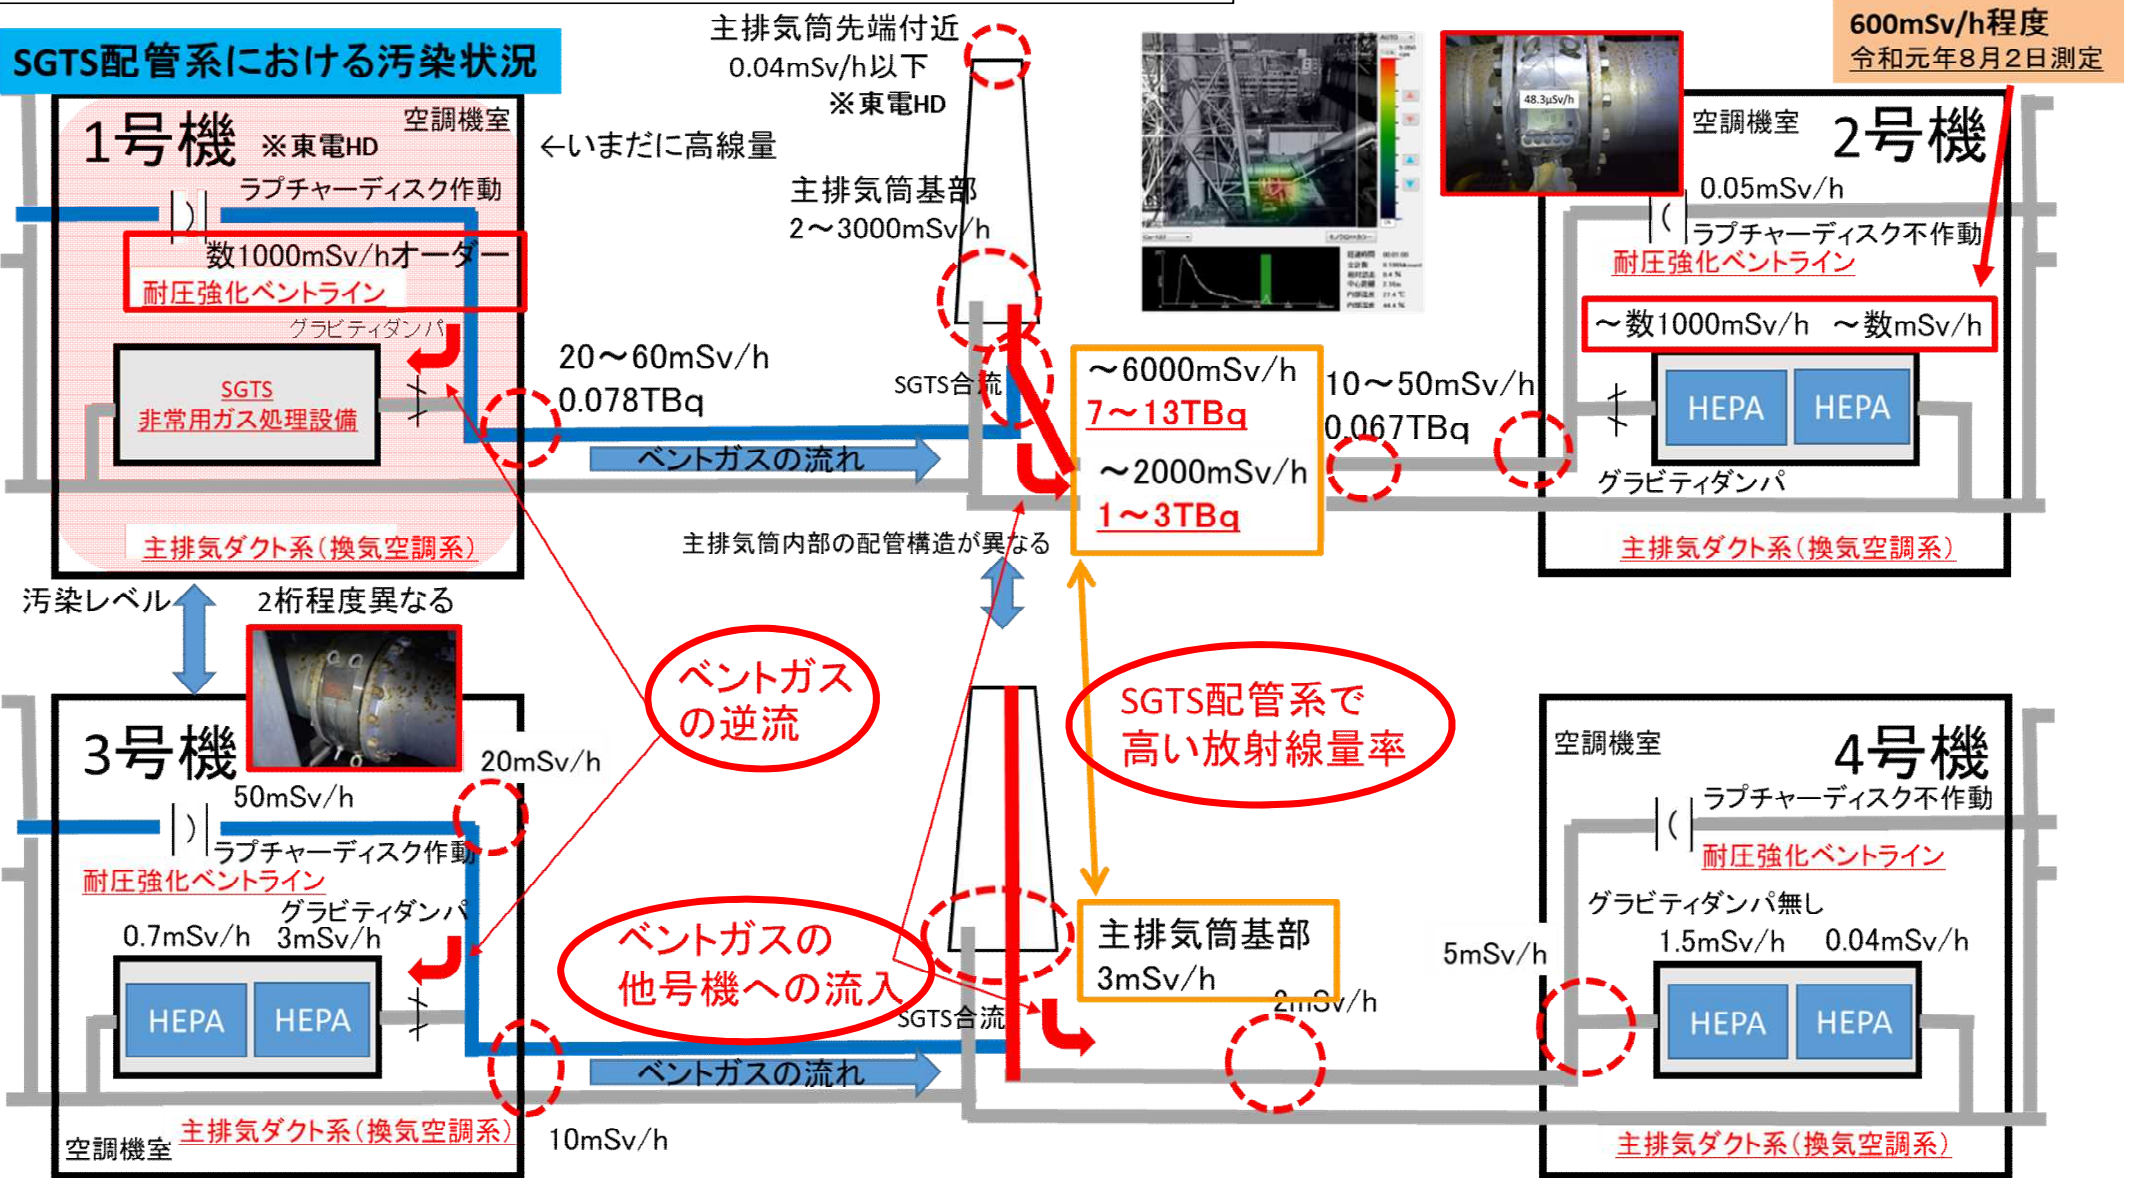 SGTS配管系における汚染状況
主排気筒先端付近
0.04mSv/h以下
※東電HD
600mSv/h程度
令和元年8月2日測定
1号機 ※東電HD
空調機室
←いまだに高線量
ラプチャーディスク作動
数1000mSv/hオーダー
耐圧強化ベントライン
グラビティダンパ
SGTS
非常用ガス処理設備
主排気ダクト系(換気空調系)
主排気筒基部
2～3000mSv/h
20～60mSv/h
0.078TBq
ベントガスの流れ
SGTS合流
～6000mSv/h
7～13TBq
～2000mSv/h
1～3TBq
10～50mSv/h
0.067TBq
主排気筒内部の配管構造が異なる
48.3μSv/h
空調機室
2号機
0.05mSv/h
ラプチャーディスク不作動
耐圧強化ベントライン
～数1000mSv/h ～数mSv/h
HEPA HEPA
グラビティダンパ
主排気ダクト系(換気空調系)
汚染レベル
2桁程度異なる
ベントガス
の逆流
SGTS配管系で
高い放射線量率
3号機
50mSv/h
20mSv/h
ラプチャーディスク作動
耐圧強化ベントライン
グラビティダンパ
0.7mSv/h 3mSv/h
HEPA HEPA
主排気ダクト系(換気空調系)
空調機室
10mSv/h
ベントガスの
他号機への流入
SGTS合流
ベントガスの流れ
主排気筒基部
3mSv/h
2mSv/h
5mSv/h
空調機室
4号機
ラプチャーディスク不作動
耐圧強化ベントライン
グラビティダンパ無し
1.5mSv/h 0.04mSv/h
HEPA HEPA
主排気ダクト系(換気空調系)